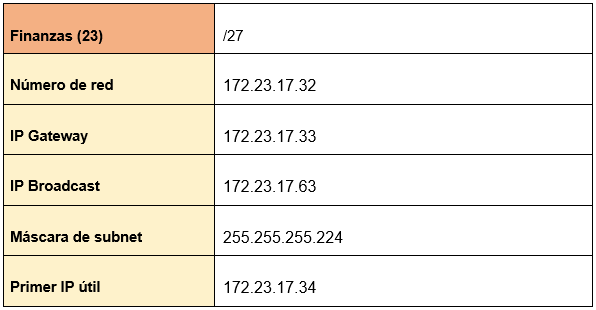 Finanzas (23) /27
Número de red 172.23.17.32
IP Gateway 172.23.17.33
IP Broadcast 172.23.17.63
Máscara de subnet 255.255.255.224
Primer IP útil 172.23.17.34